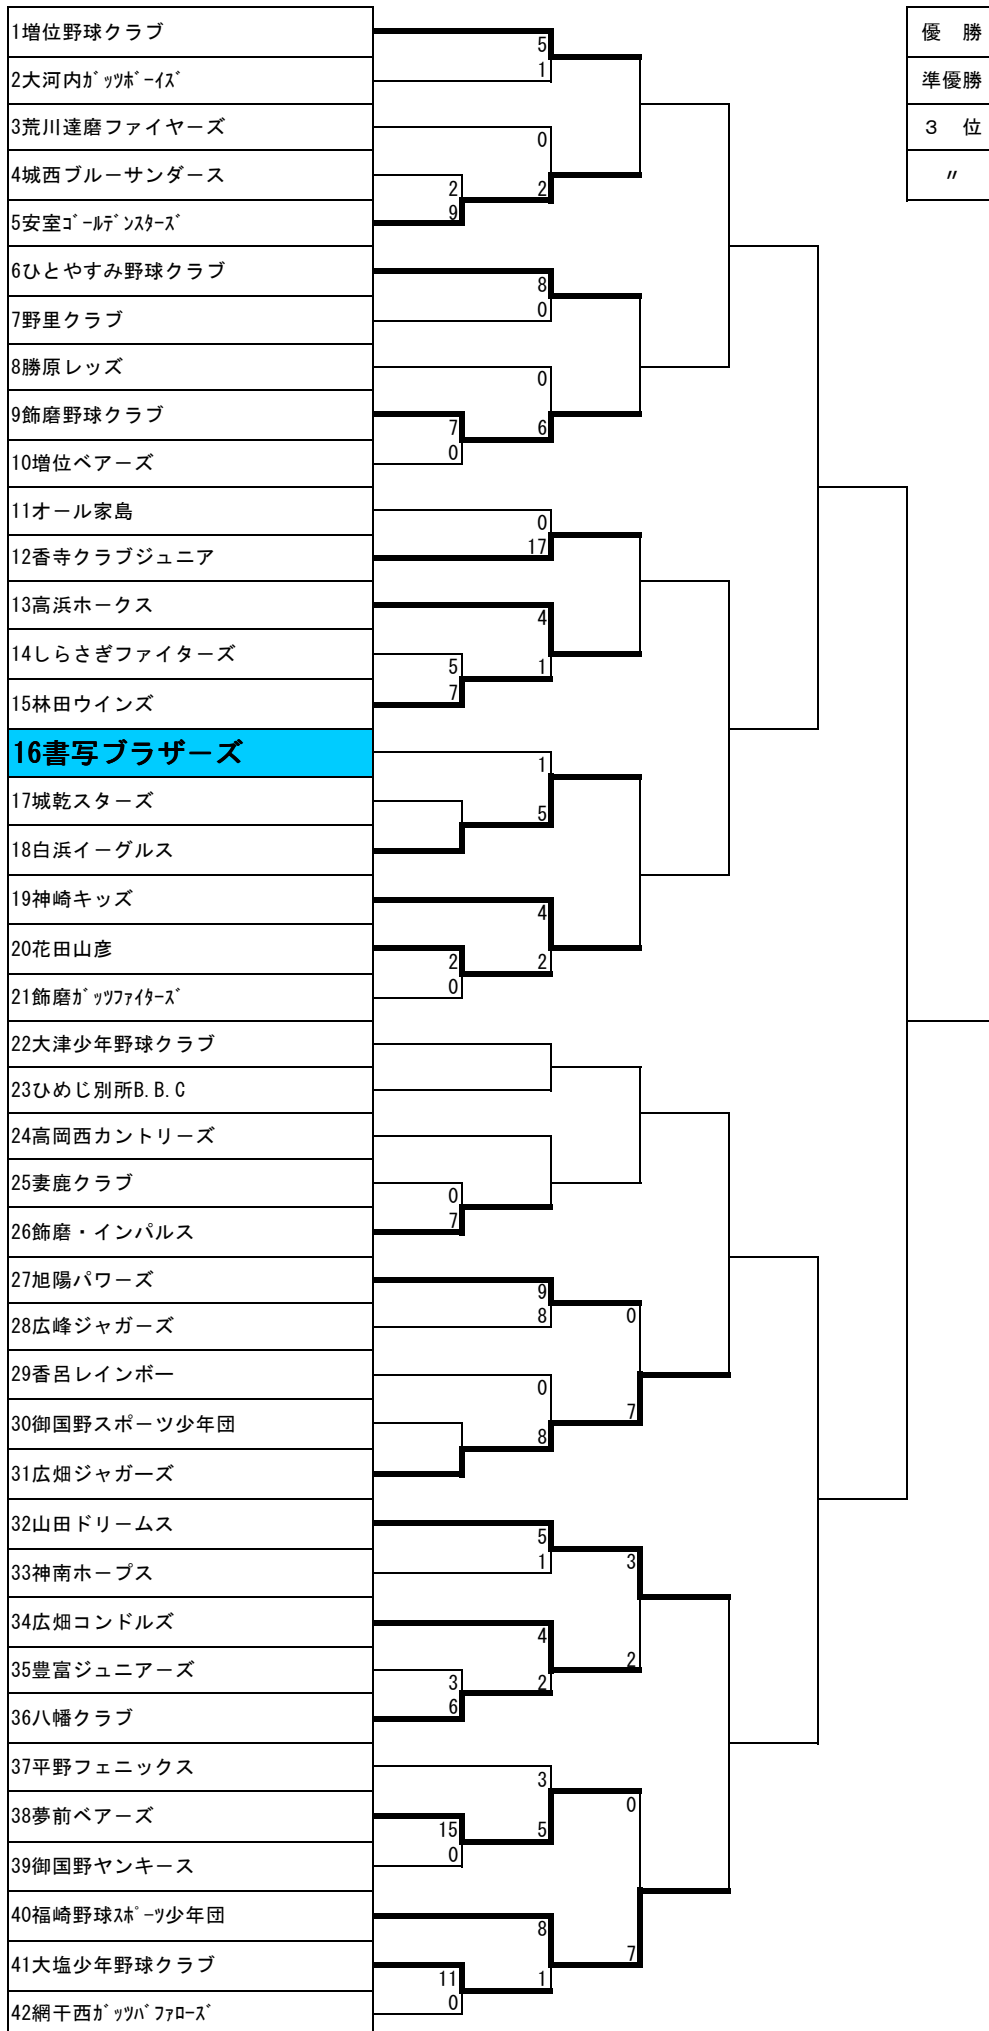 1増位野球クラブ
5
優　勝
2大河内ｶﾞｯﾂﾎﾞｰｲｽﾞ
1
準優勝
3荒川達磨ファイヤーズ
0
３　位
4城西ブルーサンダース
2
2
〃
5安室ｺﾞｰﾙﾃﾞﾝｽﾀｰｽﾞ
9
6ひとやすみ野球クラブ
8
7野里クラブ
0
8勝原レッズ
0
9飾磨野球クラブ
7
6
10増位ベアーズ
0
11オール家島
0
12香寺クラブジュニア
17
13高浜ホークス
4
14しらさぎファイターズ
5
1
15林田ウインズ
7
16書写ブラザーズ
1
17城乾スターズ
5
18白浜イーグルス
19神崎キッズ
4
20花田山彦
2
2
21飾磨ｶﾞｯﾂﾌｧｲﾀｰｽﾞ
0
22大津少年野球クラブ
23ひめじ別所B.B.C
24高岡西カントリーズ
25妻鹿クラブ
0
26飾磨・インパルス
7
27旭陽パワーズ
9
28広峰ジャガーズ
8
0
29香呂レインボー
0
30御国野スポーツ少年団
8
7
31広畑ジャガーズ
32山田ドリームス
5
33神南ホープス
1
3
34広畑コンドルズ
4
35豊富ジュニアーズ
3
2
2
36八幡クラブ
6
37平野フェニックス
3
38夢前ベアーズ
15
5
0
39御国野ヤンキース
0
40福崎野球ｽﾎﾟｰﾂ少年団
8
41大塩少年野球クラブ
11
1
7
42網干西ｶﾞｯﾂﾊﾞﾌｧﾛｰｽﾞ
0